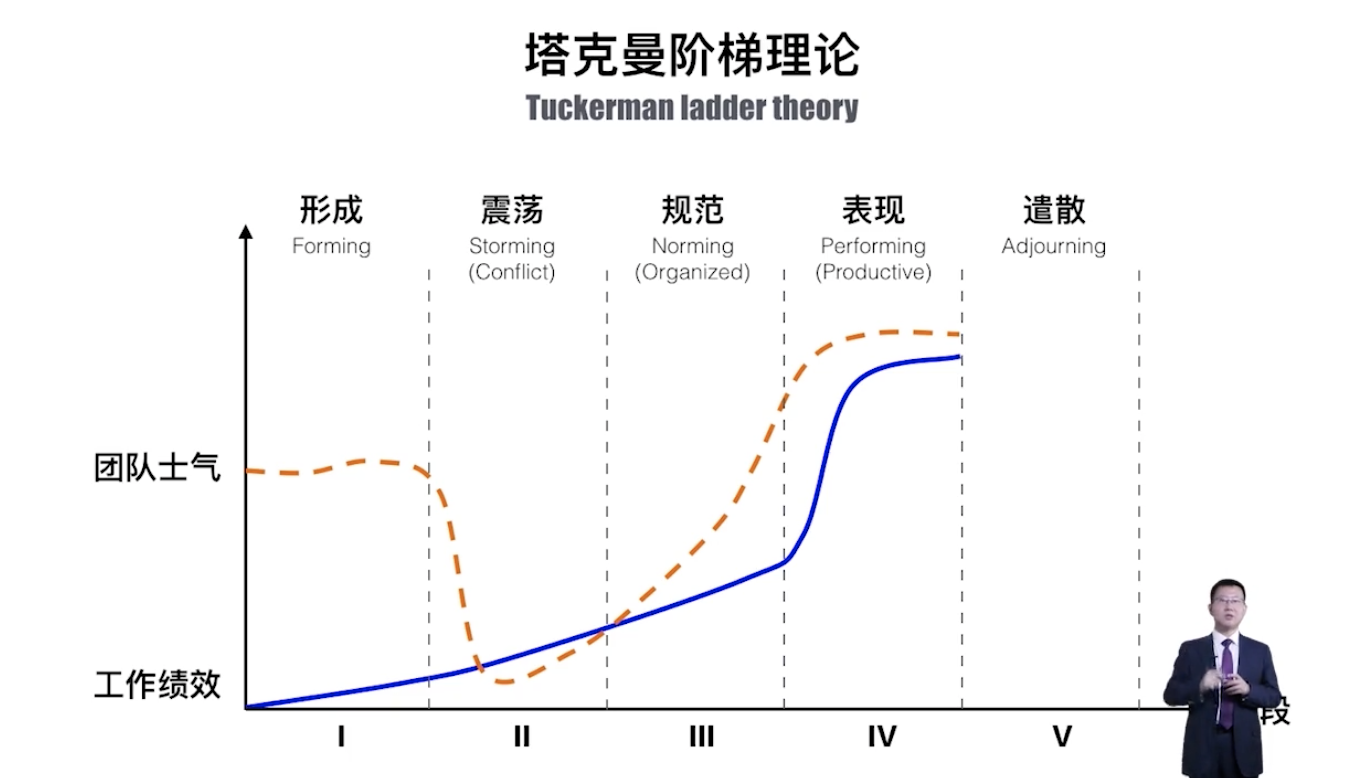 塔克曼阶梯理论
Tuckerman ladder theory
形成
Forming
震荡
Storming
(Conflict)
规范
Norming
(Organized)
表现
Performing
(Productive)
遣散
Adjourning
团队士气
工作绩效
I
II
III
IV
V
段